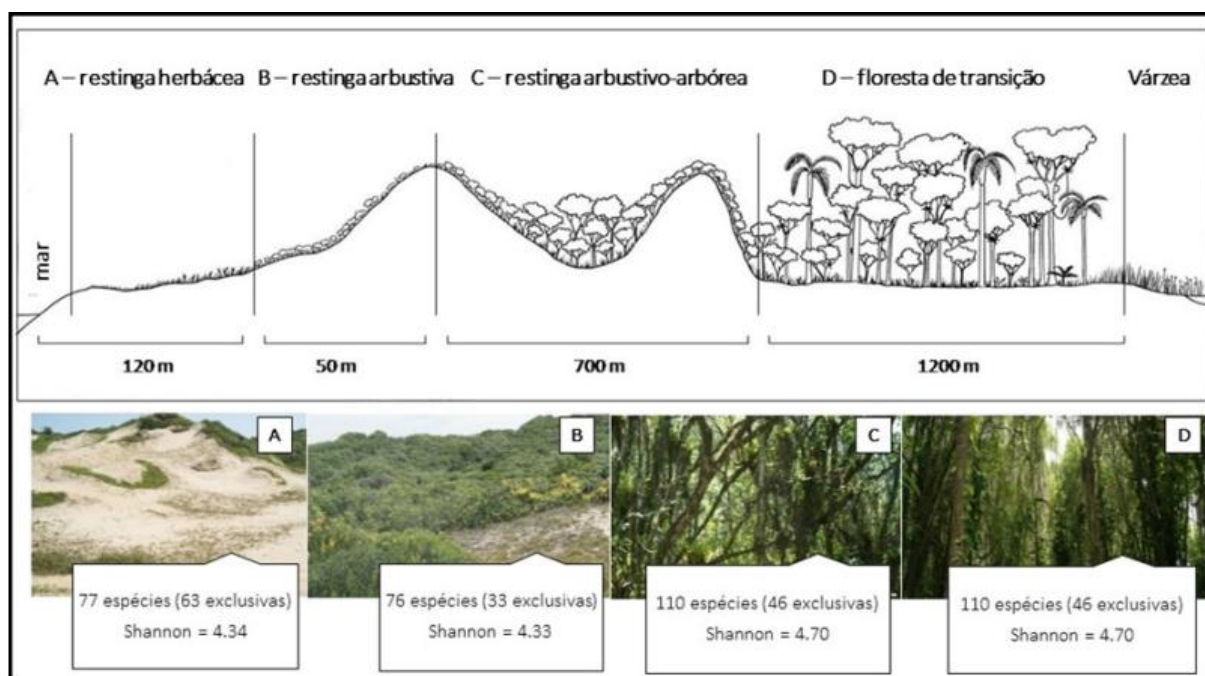 A – restinga herbácea
B – restinga arbustiva
C – restinga arbustivo-arbórea
D – floresta de transição
Várzea
mar
120 m
50 m
700 m
1200 m
A
B
C
D
77 espécies (63 exclusivas)
Shannon = 4.34
76 espécies (33 exclusivas)
Shannon = 4.33
110 espécies (46 exclusivas)
Shannon = 4.70
110 espécies (46 exclusivas)
Shannon = 4.70